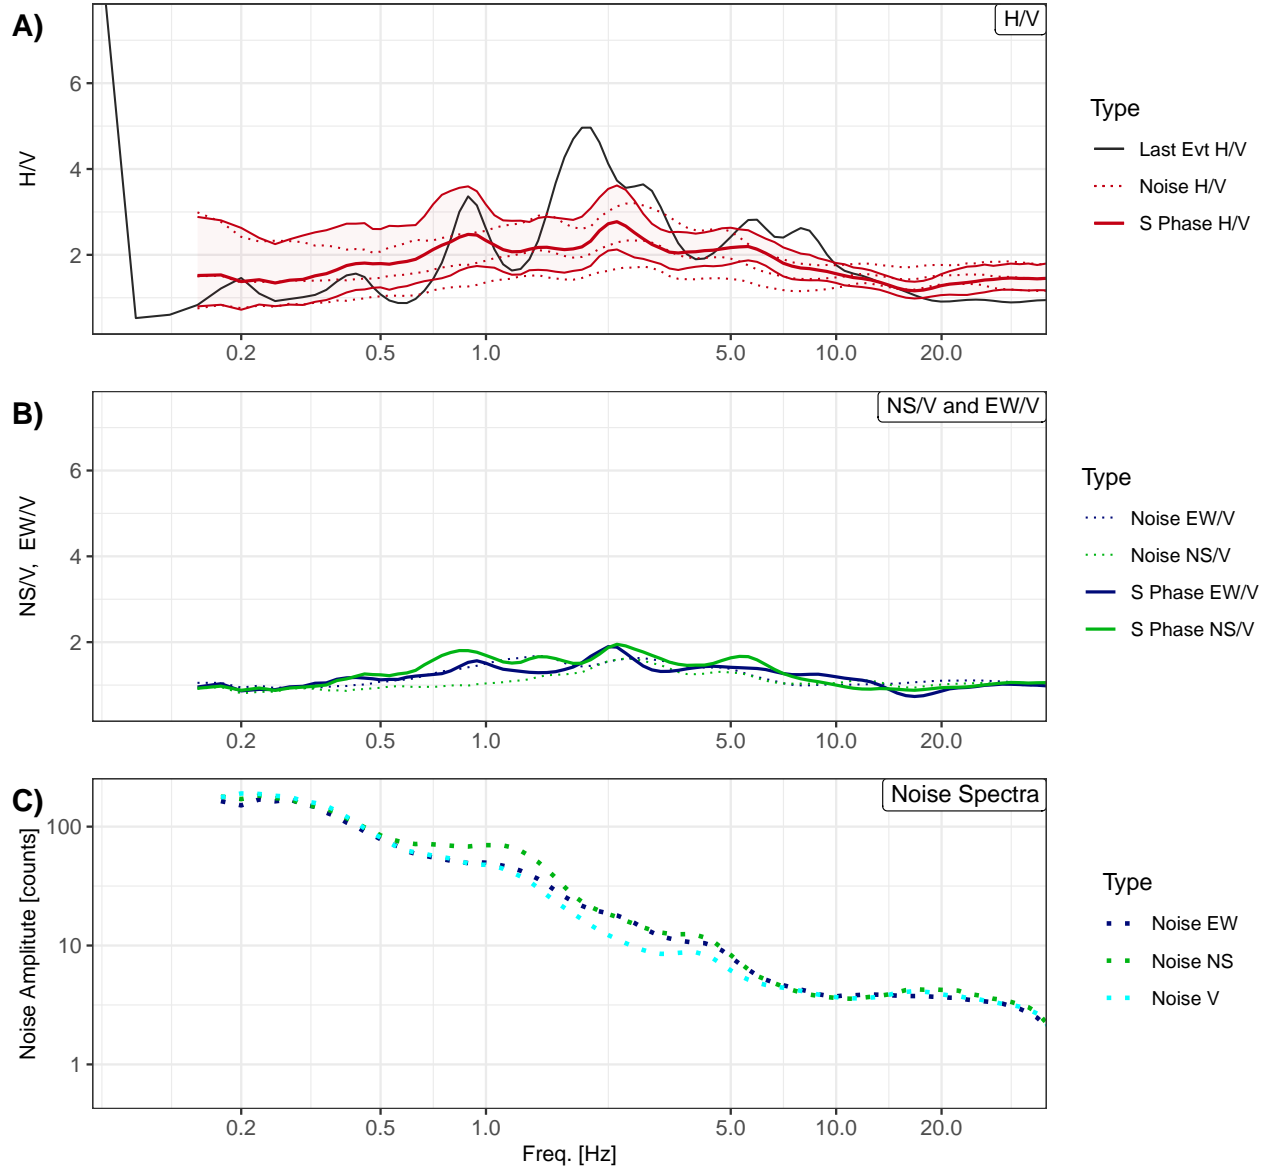 A)
H/V
6
4
2
H/V
0.2 0.5 1.0 5.0 10.0 20.0
Type
Last Evt H/V
Noise H/V
S Phase H/V
B)
NS/V and EW/V
6
4
2
NS/V, EW/V
0.2 0.5 1.0 5.0 10.0 20.0
Type
Noise EW/V
Noise NS/V
S Phase EW/V
S Phase NS/V
C)
Noise Spectra
100
10
1
Noise Amplitute [counts]
0.2 0.5 1.0 5.0 10.0 20.0
Freq. [Hz]
Type
Noise EW
Noise NS
Noise V